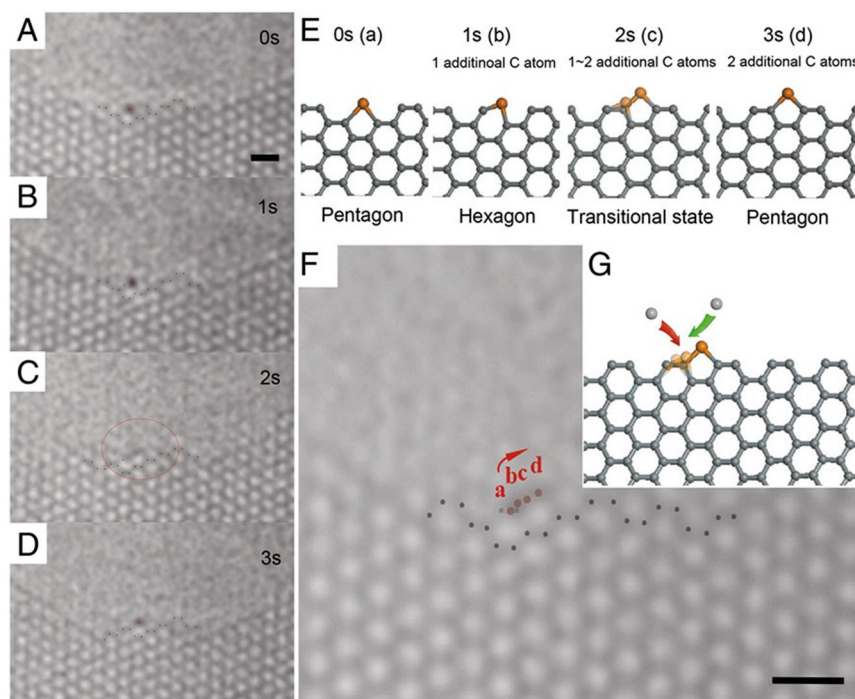 A
0s
B
1s
C
2s
D
3s
E
0s (a)
1s (b)
2s (c)
3s (d)
1 additinoal C atom
1~2 additional C atoms
2 additional C atoms
Pentagon
Hexagon
Transitional state
Pentagon
F
a
bc
d
G